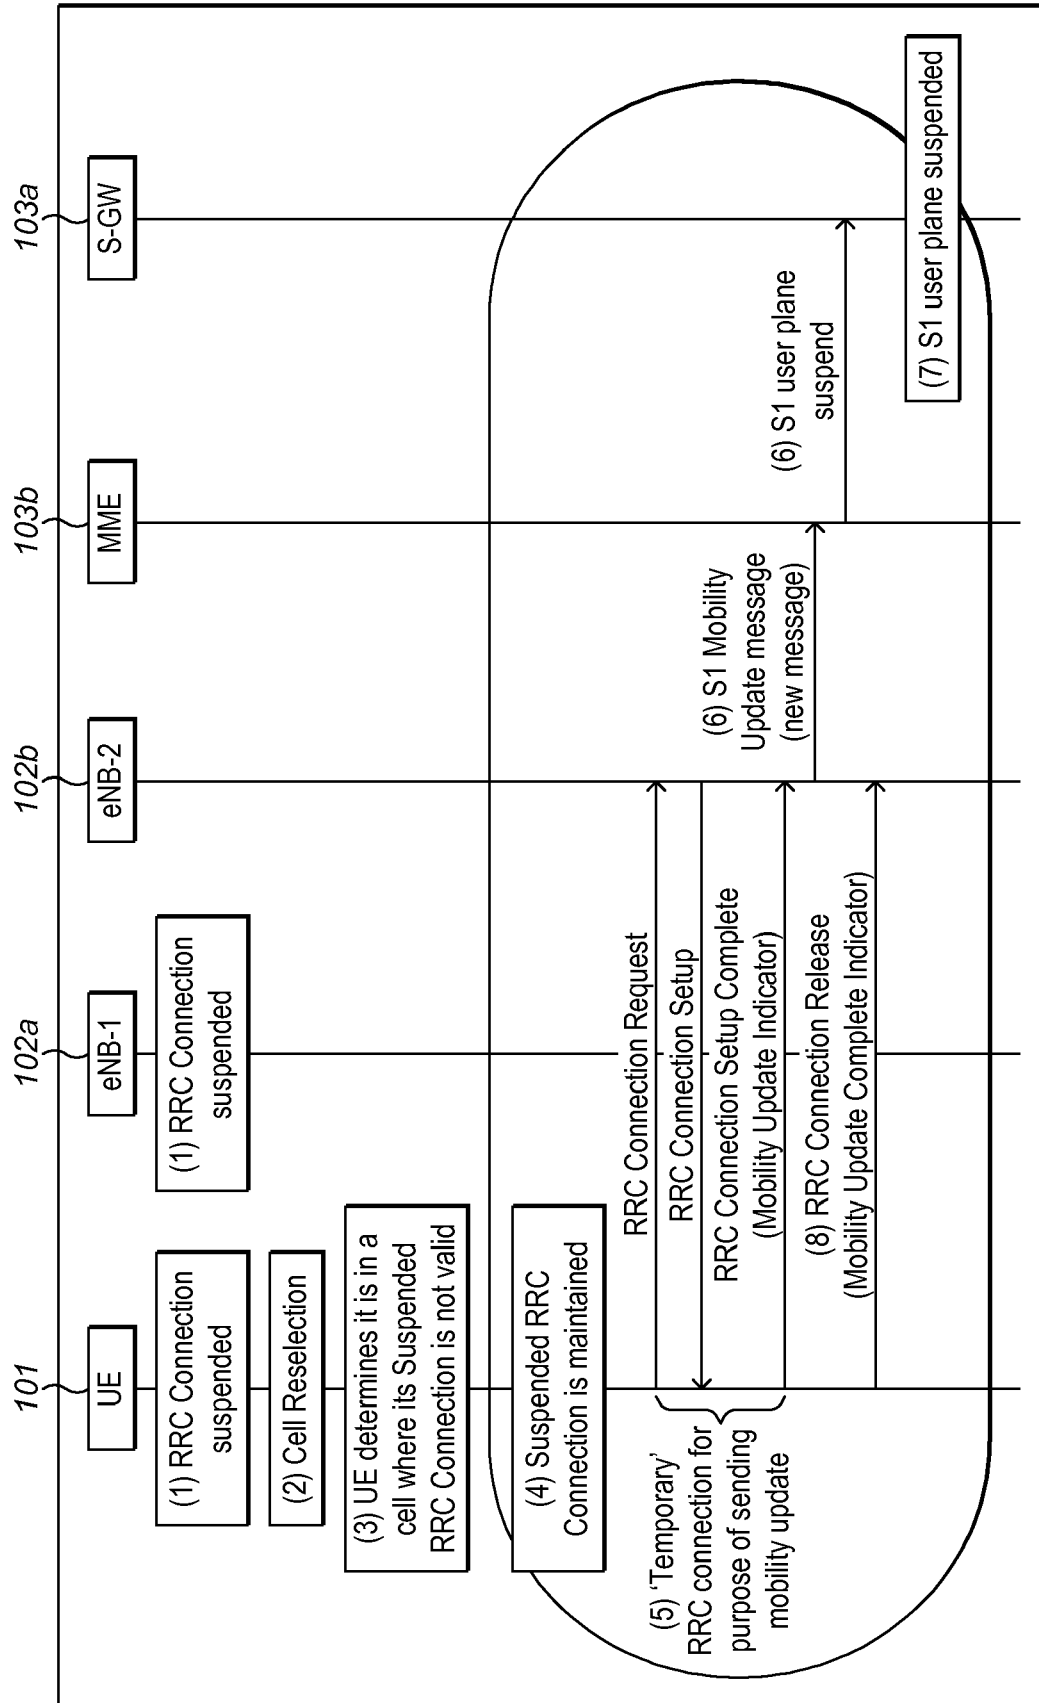 101
102a
102b
103b
103a
UE
eNB-1
eNB-2
MME
S-GW
(1) RRC Connection
suspended
(1) RRC Connection
suspended
(2) Cell Reselection
(3) UE determines it is in a
cell where its Suspended
RRC Connection is not valid
(4) Suspended RRC
Connection is maintained
(5) ‘Temporary’
RRC connection for
purpose of sending
mobility update
RRC Connection Request
RRC Connection Setup
RRC Connection Setup Complete
(Mobility Update Indicator)
(6) S1 Mobility
Update message
(new message)
(6) S1 user plane
suspend
(8) RRC Connection Release
(Mobility Update Complete Indicator)
(7) S1 user plane suspended